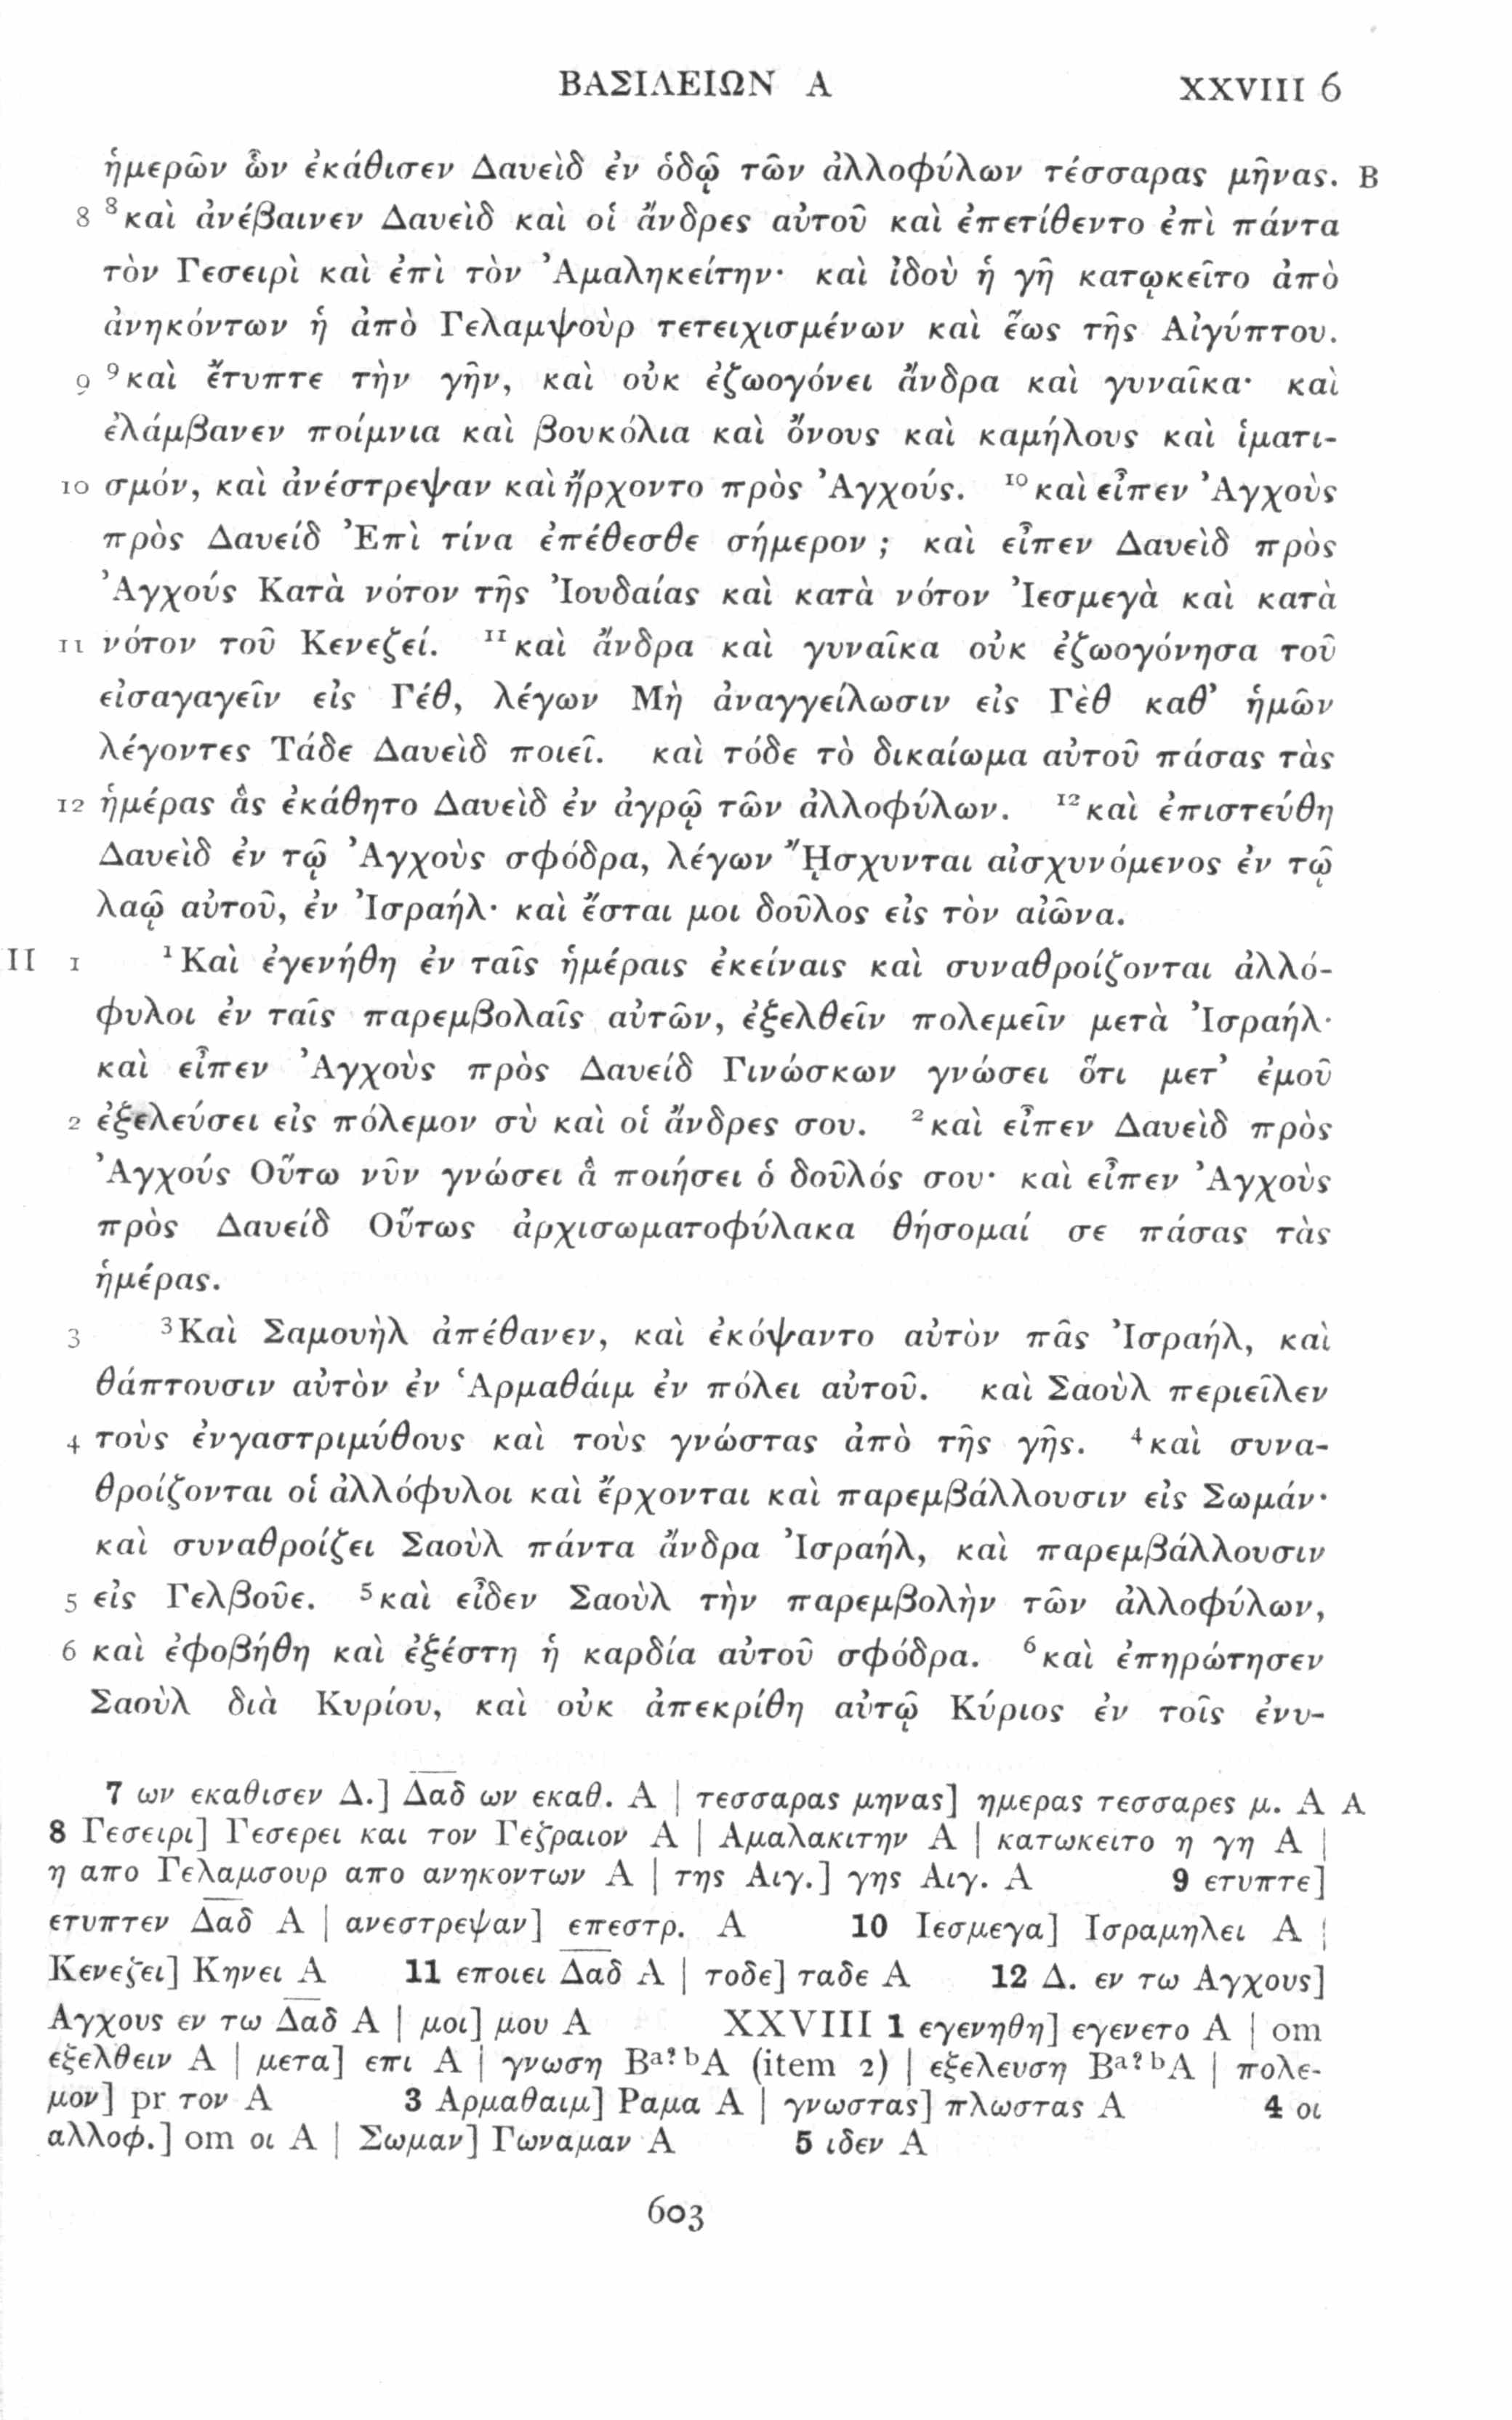 ΒΑΣΙΛΕΙΩΝ Α XXVIII 6
ἡμερῶν ὧν ἐκάθισεν Δαυεὶδ ἐν ὁδῷ τῶν ἀλλοφύλων τέσσαρας μῆνας. B
8 ⁸καὶ ἀνέβαινεν Δαυεὶδ καὶ οἱ ἄνδρες αὐτοῦ καὶ ἐπετίθεντο ἐπὶ πάντα
τὸν Γεσειρὶ καὶ ἐπὶ τὸν Ἀμαληκείτην· καὶ ἰδοὺ ἡ γῆ κατῳκεῖτο ἀπὸ
ἀνηκόντων ἡ ἀπὸ Γελαμψοὺρ τετειχισμένων καὶ ἕως τῆς Αἰγύπτου.
9 ⁹καὶ ἔτυπτε τὴν γῆν, καὶ οὐκ ἐζωογόνει ἄνδρα καὶ γυναῖκα· καὶ
ἐλάμβανεν ποίμνια καὶ βουκόλια καὶ ὄνους καὶ καμήλους καὶ ἱματι-
10 σμόν, καὶ ἀνέστρεψαν καὶ ἤρχοντο πρὸς Ἀγχούς. ¹⁰καὶ εἶπεν Ἀγχοὺς
πρὸς Δαυείδ Ἐπὶ τίνα ἐπέθεσθε σήμερον ; καὶ εἶπεν Δαυεὶδ πρὸς
Ἀγχούς Κατὰ νότον τῆς Ἰουδαίας καὶ κατὰ νότον Ἰεσμεγὰ καὶ κατὰ
11 νότον τοῦ Κενεζεί. ¹¹καὶ ἄνδρα καὶ γυναῖκα οὐκ ἐζωογόνησα τοῦ
εἰσαγαγεῖν εἰς Γέθ, λέγων Μὴ ἀναγγείλωσιν εἰς Γὲθ καθ’ ἡμῶν
λέγοντες Τάδε Δαυεὶδ ποιεῖ. καὶ τόδε τὸ δικαίωμα αὐτοῦ πάσας τὰς
12 ἡμέρας ἃς ἐκάθητο Δαυεὶδ ἐν ἀγρῷ τῶν ἀλλοφύλων. ¹²καὶ ἐπιστεύθη
Δαυεὶδ ἐν τῷ Ἀγχοὺς σφόδρα, λέγων ᾜσχυνται αἰσχυνόμενος ἐν τῷ
λαῷ αὐτοῦ, ἐν Ἰσραήλ· καὶ ἔσται μοι δοῦλος εἰς τὸν αἰῶνα.
II 1 ¹Καὶ ἐγενήθη ἐν ταῖς ἡμέραις ἐκείναις καὶ συναθροίζονται ἀλλό-
φυλοι ἐν ταῖς παρεμβολαῖς αὐτῶν, ἐξελθεῖν πολεμεῖν μετὰ Ἰσραήλ·
καὶ εἶπεν Ἀγχοὺς πρὸς Δαυείδ Γινώσκων γνώσει ὅτι μετ’ ἐμοῦ
2 ἐξελεύσει εἰς πόλεμον σὺ καὶ οἱ ἄνδρες σου. ²καὶ εἶπεν Δαυεὶδ πρὸς
Ἀγχούς Οὕτω νῦν γνώσει ἃ ποιήσει ὁ δοῦλός σου· καὶ εἶπεν Ἀγχοὺς
πρὸς Δαυείδ Οὕτως ἀρχισωματοφύλακα θήσομαί σε πάσας τὰς
ἡμέρας.
3 ³Καὶ Σαμουὴλ ἀπέθανεν, καὶ ἐκόψαντο αὐτὸν πᾶς Ἰσραήλ, καὶ
θάπτουσιν αὐτὸν ἐν Ἁρμαθάιμ ἐν πόλει αὐτοῦ. καὶ Σαοὺλ περιεῖλεν
4 τοὺς ἐνγαστριμύθους καὶ τοὺς γνώστας ἀπὸ τῆς γῆς. ⁴καὶ συνα-
θροίζονται οἱ ἀλλόφυλοι καὶ ἔρχονται καὶ παρεμβάλλουσιν εἰς Σωμάν·
καὶ συναθροίζει Σαοὺλ πάντα ἄνδρα Ἰσραήλ, καὶ παρεμβάλλουσιν
5 εἰς Γελβοῦε. ⁵καὶ εἶδεν Σαοὺλ τὴν παρεμβολὴν τῶν ἀλλοφύλων,
6 καὶ ἐφοβήθη καὶ ἐξέστη ἡ καρδία αὐτοῦ σφόδρα. ⁶καὶ ἐπηρώτησεν
Σαοὺλ διὰ Κυρίου, καὶ οὐκ ἀπεκρίθη αὐτῷ Κύριος ἐν τοῖς ἐνυ-
7 ων εκαθισεν Δ.] Δαδ ων εκαθ. A | τεσσαρας μηνας] ημερας τεσσαρες μ. A A
8 Γεσειρι] Γεσερει και τον Γεζραιον A | Αμαλακιτην A | κατωκειτο η γη A |
η απο Γελαμσουρ απο ανηκοντων A | της Αιγ.] γης Αιγ. A 9 ετυπτε]
ετυπτεν Δαδ A | ανεστρεψαν] επεστρ. A 10 Ιεσμεγα] Ισραμηλει A |
Κενεζει] Κηνει A 11 εποιει Δαδ A | τοδε] ταδε A 12 Δ. εν τω Αγχους]
Αγχους εν τω Δαδ A | μοι] μου A XXVIII 1 εγενηθη] εγενετο A | om
εξελθειν A | μετα] επι A | γνωση Bᵃ?ᵇA (item 2) | εξελευση Bᵃ?ᵇA | πολε-
μον] pr τον A 3 Αρμαθαιμ] Ραμα A | γνωστας] πλωστας A 4 οι
αλλοφ.] om οι A | Σωμαν] Γωναμαν A 5 ιδεν A
603